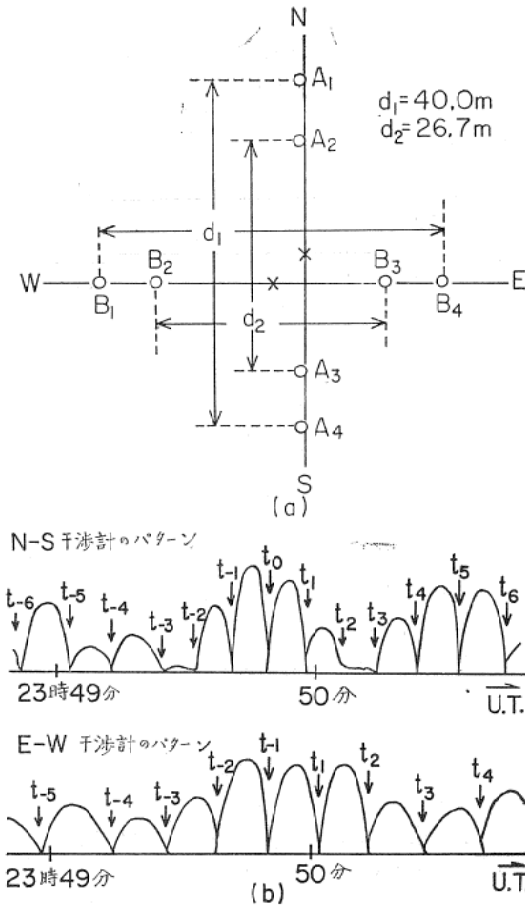 N
A1
d1=40.0m
d2=26.7m
A2
d1
W
B1
B2
B3
B4
E
d2
A3
A4
S
(a)
N-S 干渉計のパターン
t-6 t-5 t-4 t-3 t-2 t-1 t0 t1 t2 t3 t4 t5 t6
23時49分 50分 U.T.
E-W 干渉計のパターン
t-5 t-4 t-3 t-2 t-1 t1 t2 t3 t4
23時49分 50分 U.T.
(b)